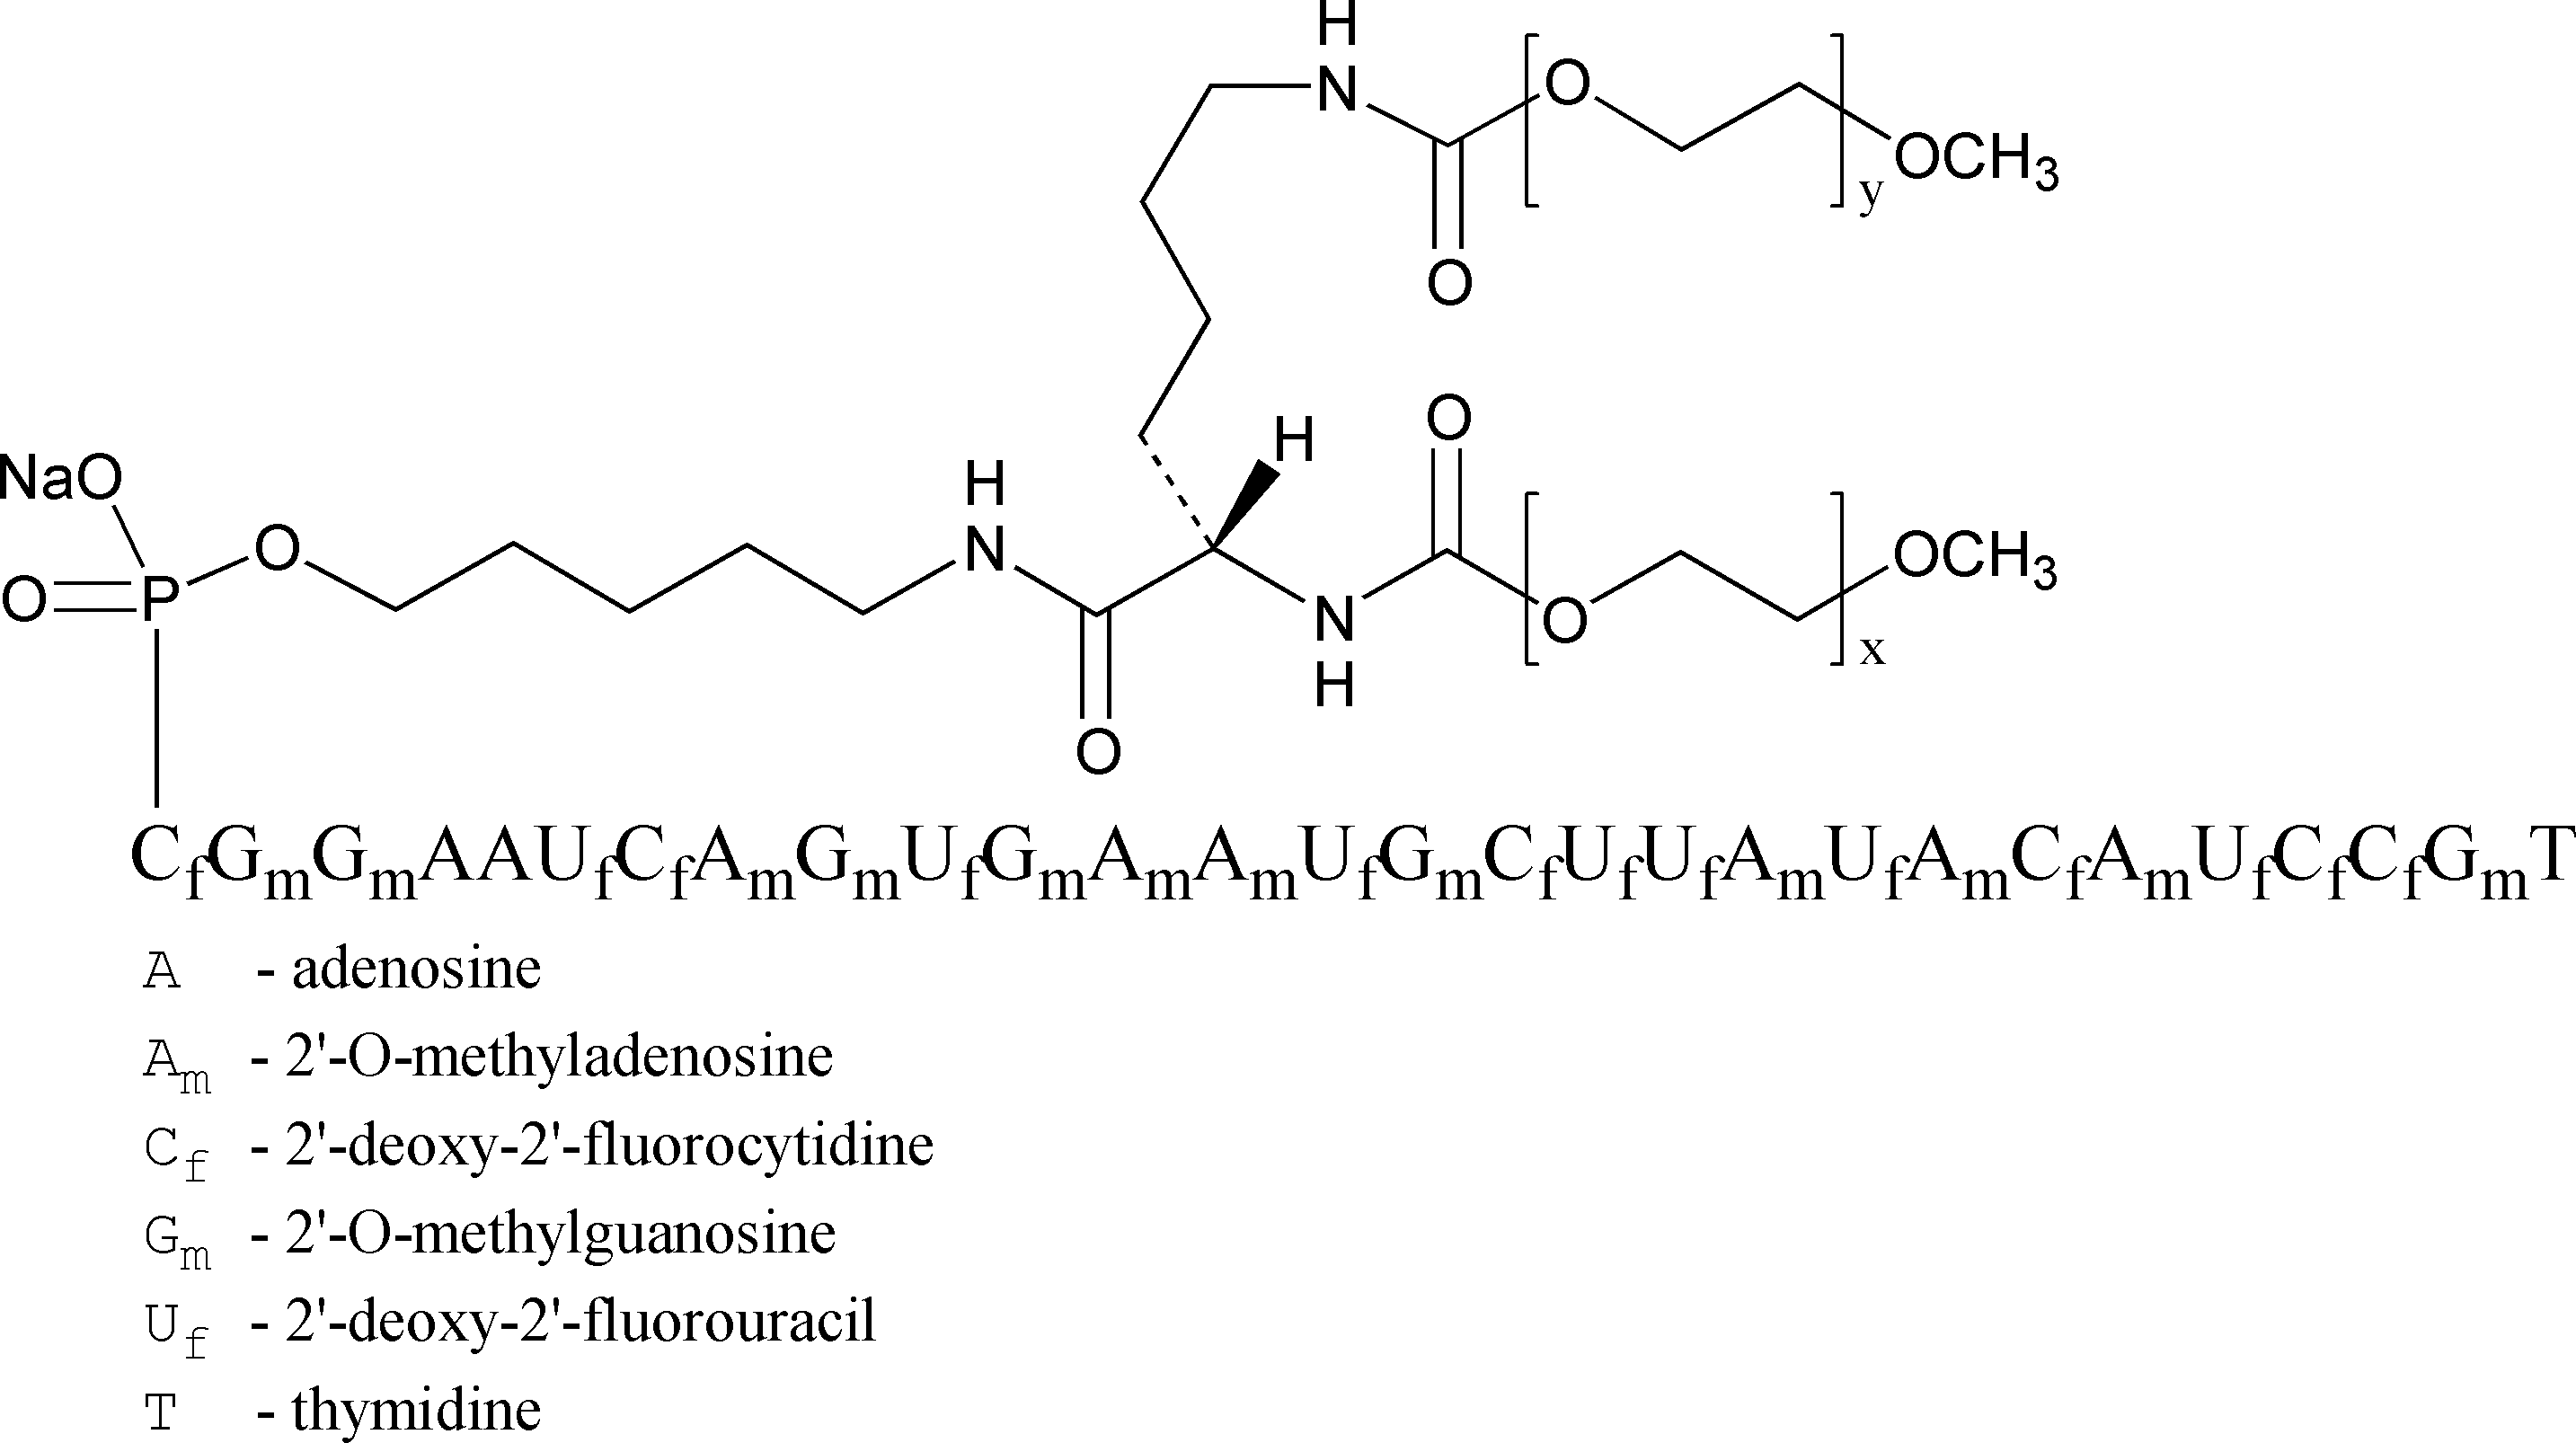 H
N
O
OCH3
y
O
O
H
NaO
H
O
N
OCH3
O
P
N
O
x
H
O
CfGmGmAAUfCfAmGmUfGmAmAmUfGmCfUfUfAmUfAmCfAmUfCfCfGmT
A - adenosine
Am - 2'-O-methyladenosine
Cf - 2'-deoxy-2'-fluorocytidine
Gm - 2'-O-methylguanosine
Uf - 2'-deoxy-2'-fluorouracil
T - thymidine